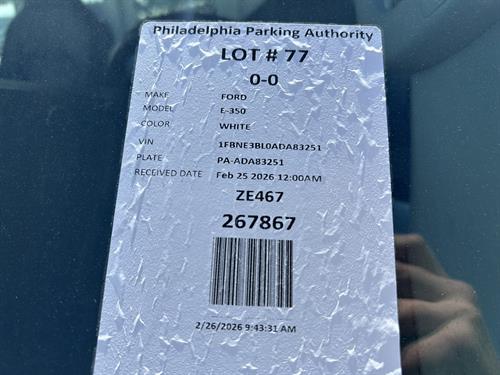 Philadelphia Parking Authority
LOT # 77
0-0
MAKE FORD
MODEL E-350
COLOR WHITE
VIN 1FBNE3BL0ADA83251
PLATE PA-ADA83251
RECEIVED DATE Feb 25 2026 12:00AM
ZE467
267867
2/26/2026 9:43:31 AM